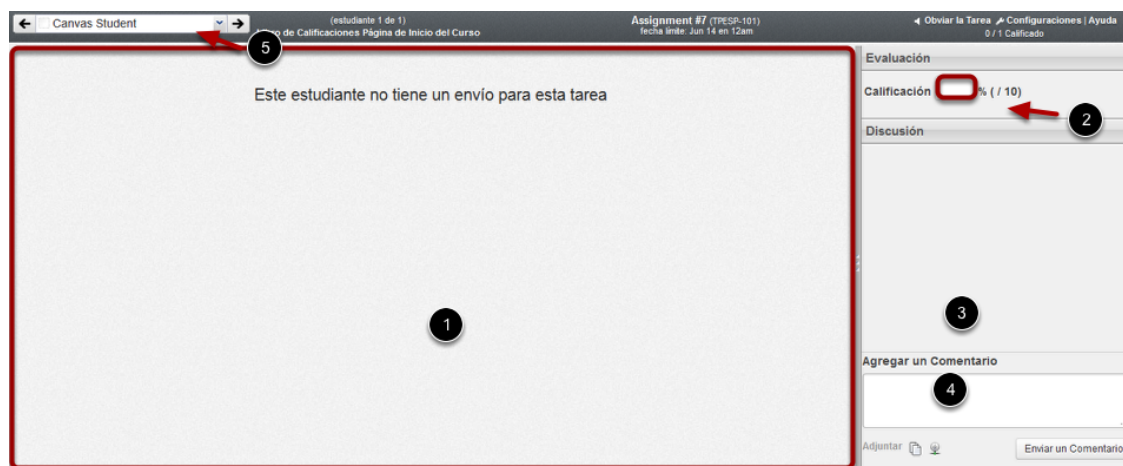 Canvas Student
(estudiante 1 de 1)
de Calificaciones Página de Inicio del Curso
Assignment #7 (TPESP-101)
fecha límite: Jun 14 en 12am
Obviar la Tarea Configuraciones | Ayuda
0 / 1 Calificado
5
Este estudiante no tiene un envío para esta tarea
1
Evaluación
Calificación % ( / 10)
2
Discusión
3
Agregar un Comentario
4
Adjuntar
Enviar un Comentario